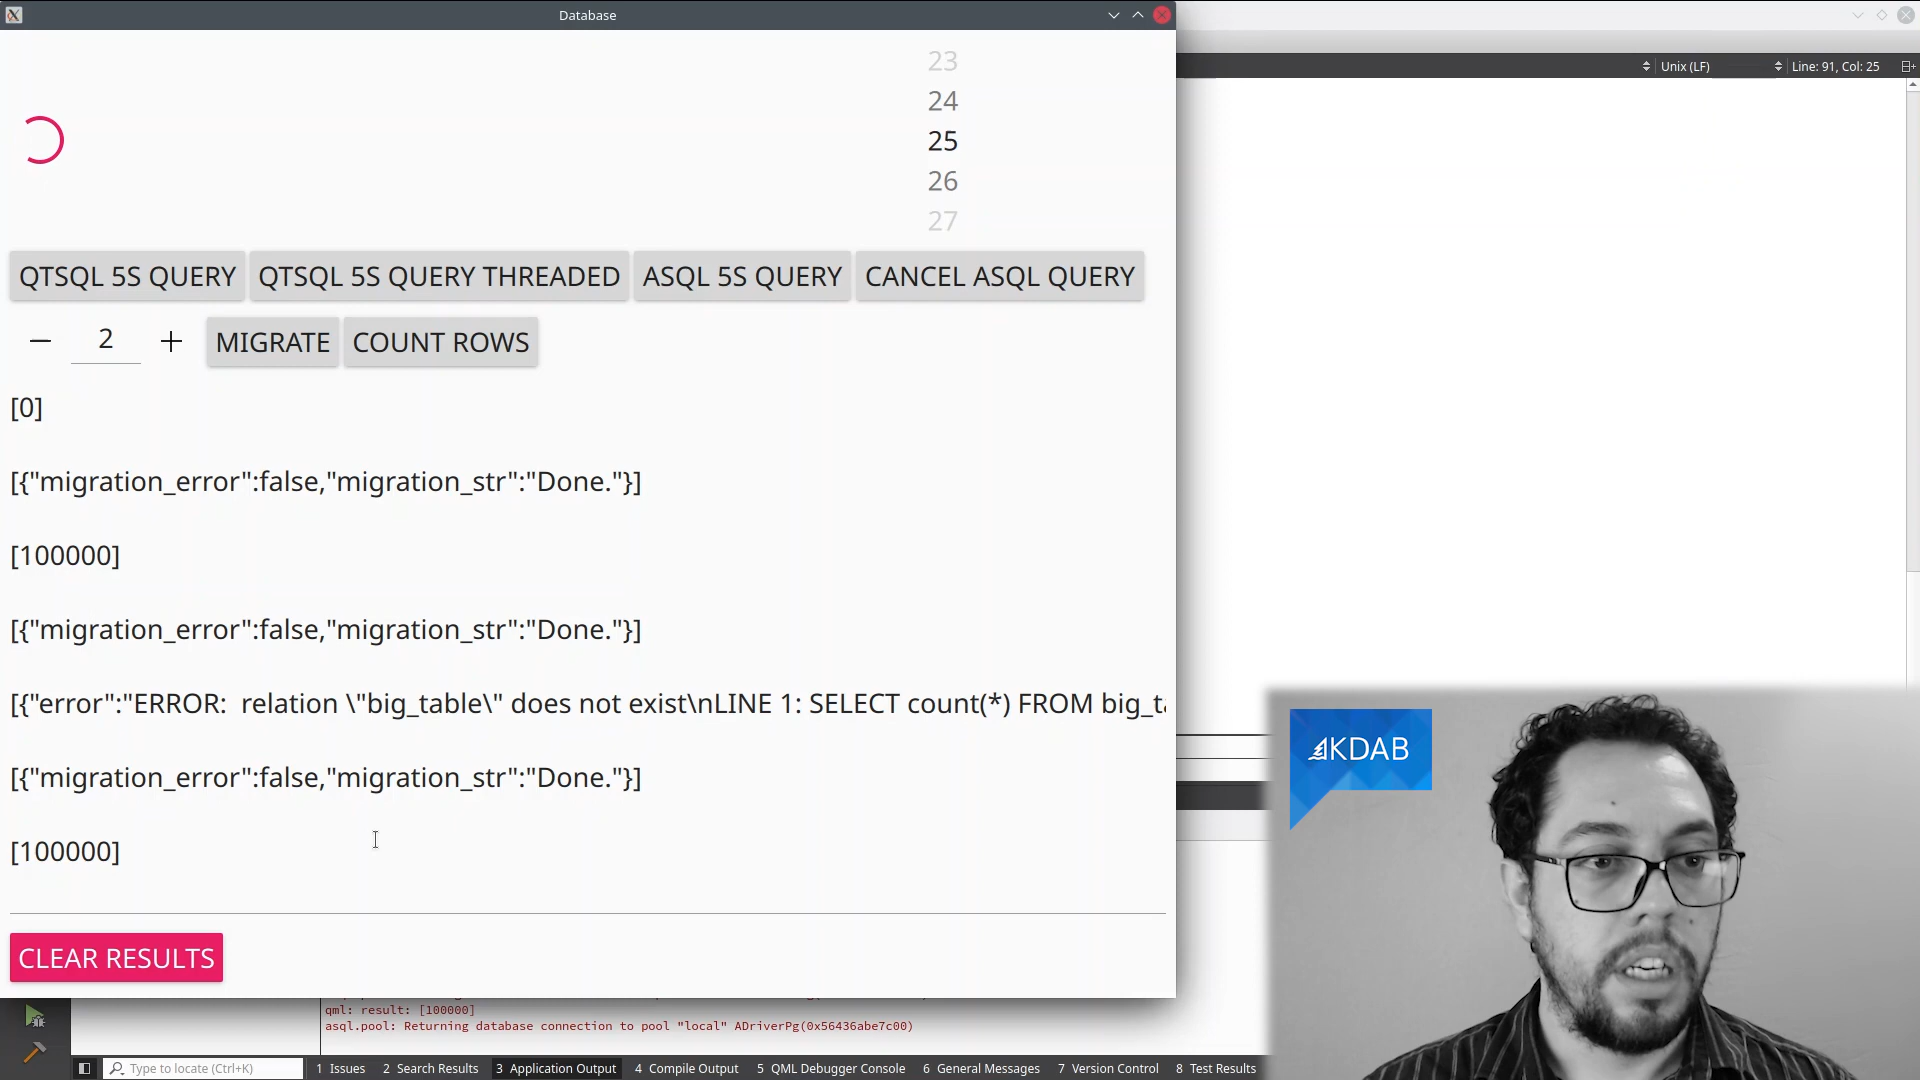 Database
Unix (LF)
Line: 91, Col: 25
23
24
25
26
27
QTSQL 5S QUERY
QTSQL 5S QUERY THREADED
ASQL 5S QUERY
CANCEL ASQL QUERY
2
MIGRATE
COUNT ROWS
[0]
[{"migration_error":false,"migration_str":"Done."}]
[100000]
[{"migration_error":false,"migration_str":"Done."}]
[{"error":"ERROR:  relation \"big_table\" does not exist\nLINE 1: SELECT count(*) FROM big_ta
[{"migration_error":false,"migration_str":"Done."}]
[100000]
KDAB
CLEAR RESULTS
qml: result: [100000]
asql.pool: Returning database connection to pool "local" ADriverPg(0x56436abe7c00)
Type to locate (Ctrl+K)
1 Issues
2 Search Results
3 Application Output
4 Compile Output
5 QML Debugger Console
6 General Messages
7 Version Control
8 Test Results